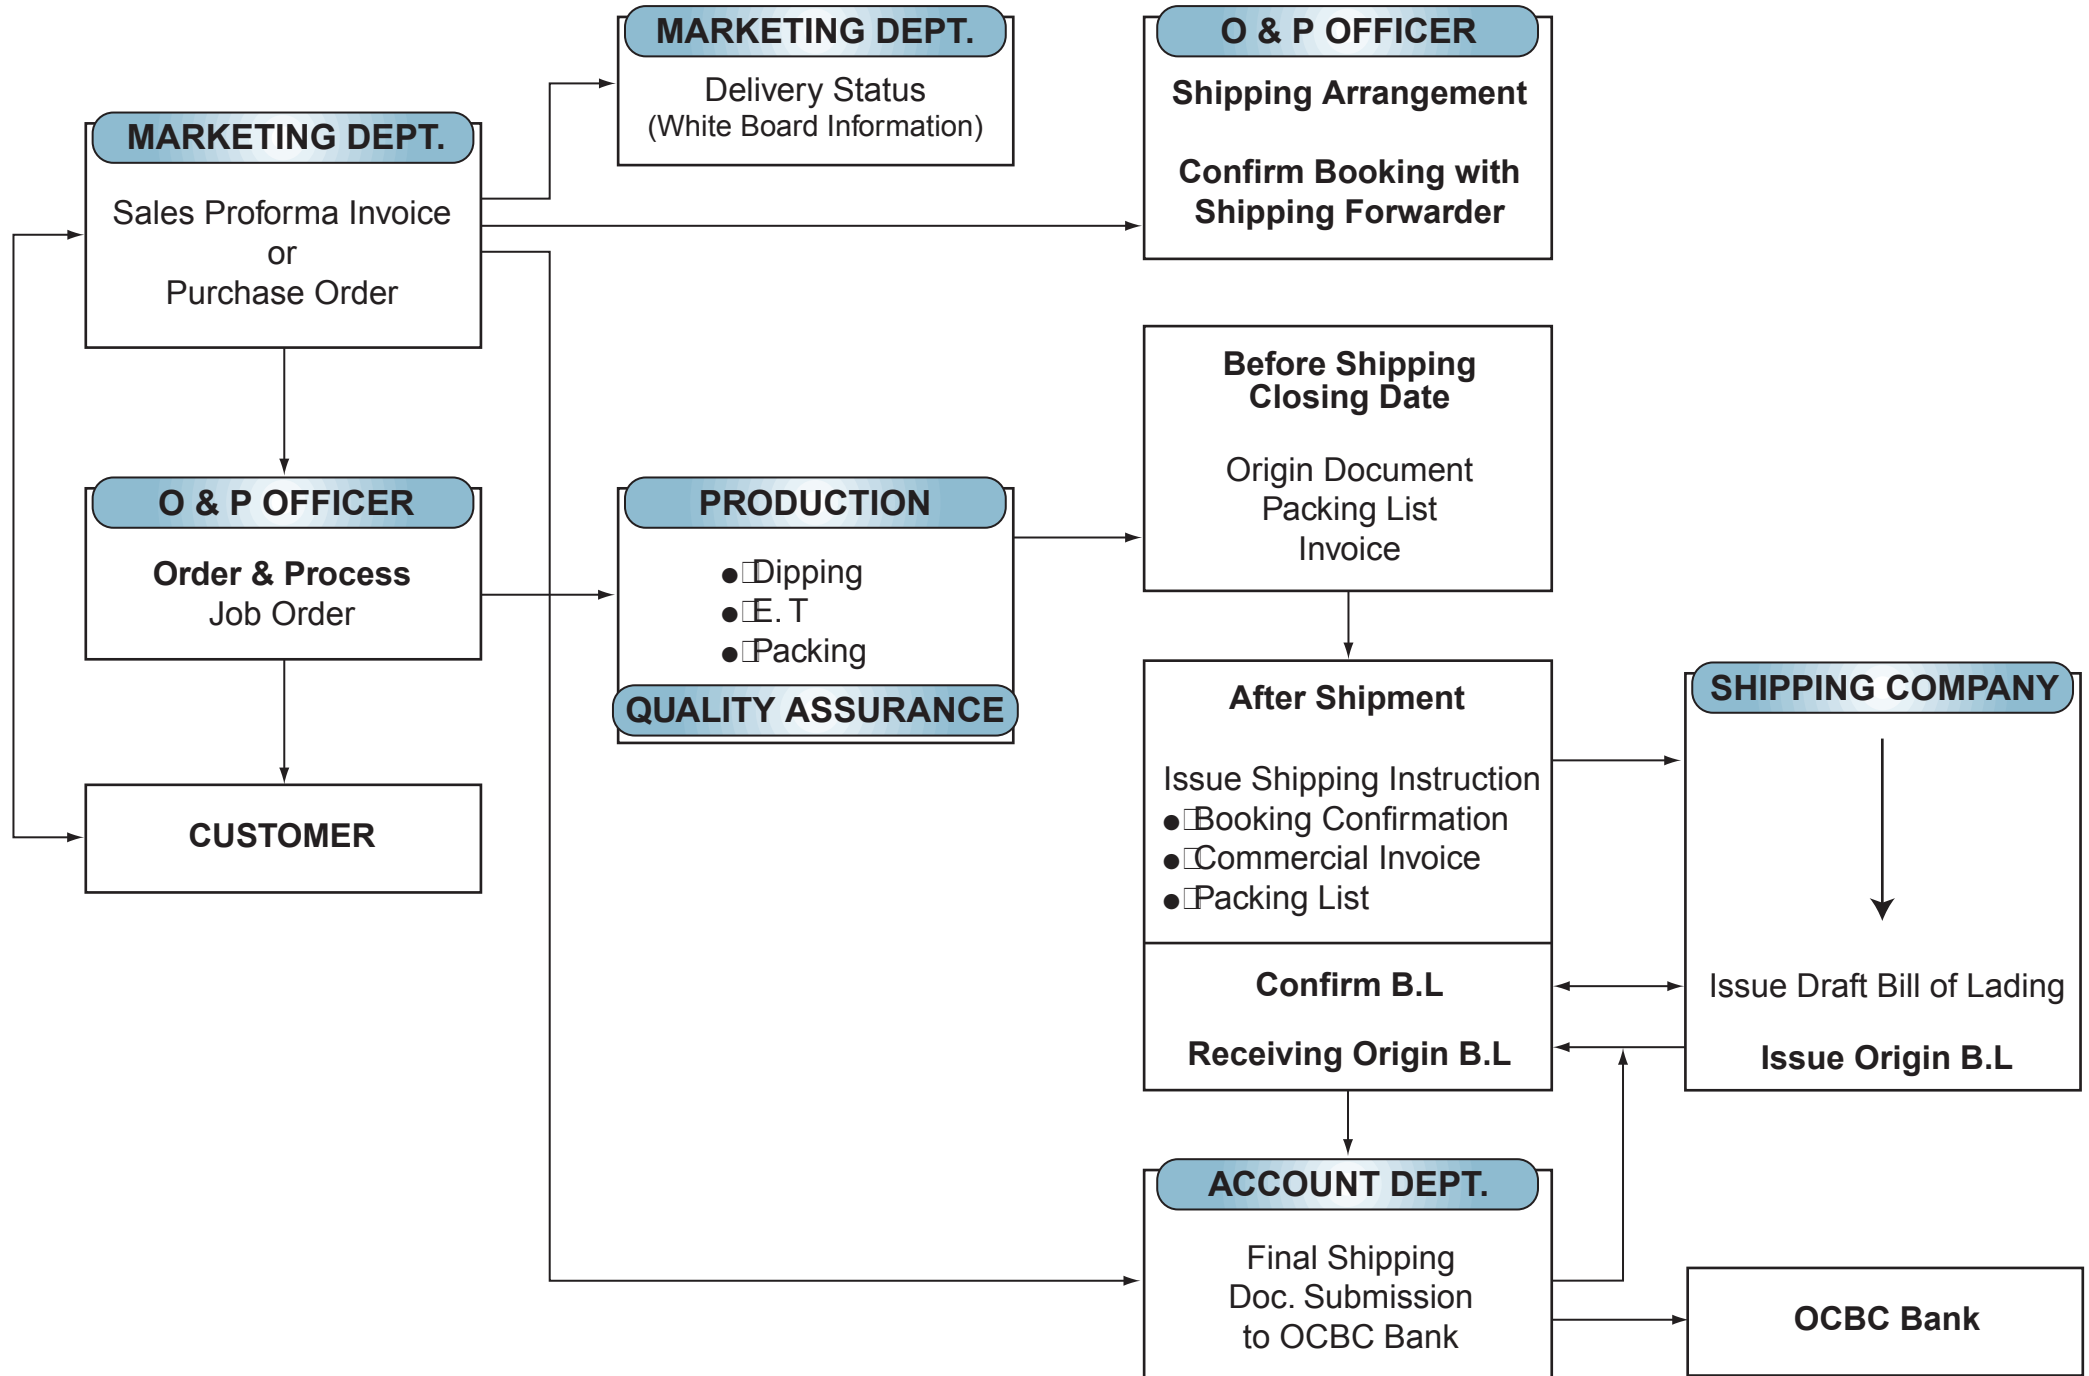 MARKETING DEPT.
Sales Proforma Invoice
or
Purchase Order
MARKETING DEPT.
Delivery Status
(White Board Information)
O & P OFFICER
Shipping Arrangement
Confirm Booking with
Shipping Forwarder
O & P OFFICER
Order & Process
Job Order
CUSTOMER
PRODUCTION
● Dipping
● E. T
● Packing
QUALITY ASSURANCE
Before Shipping
Closing Date
Origin Document
Packing List
Invoice
After Shipment
Issue Shipping Instruction
● Booking Confirmation
● Commercial Invoice
● Packing List
Confirm B.L
Receiving Origin B.L
SHIPPING COMPANY
Issue Draft Bill of Lading
Issue Origin B.L
ACCOUNT DEPT.
Final Shipping
Doc. Submission
to OCBC Bank
OCBC Bank